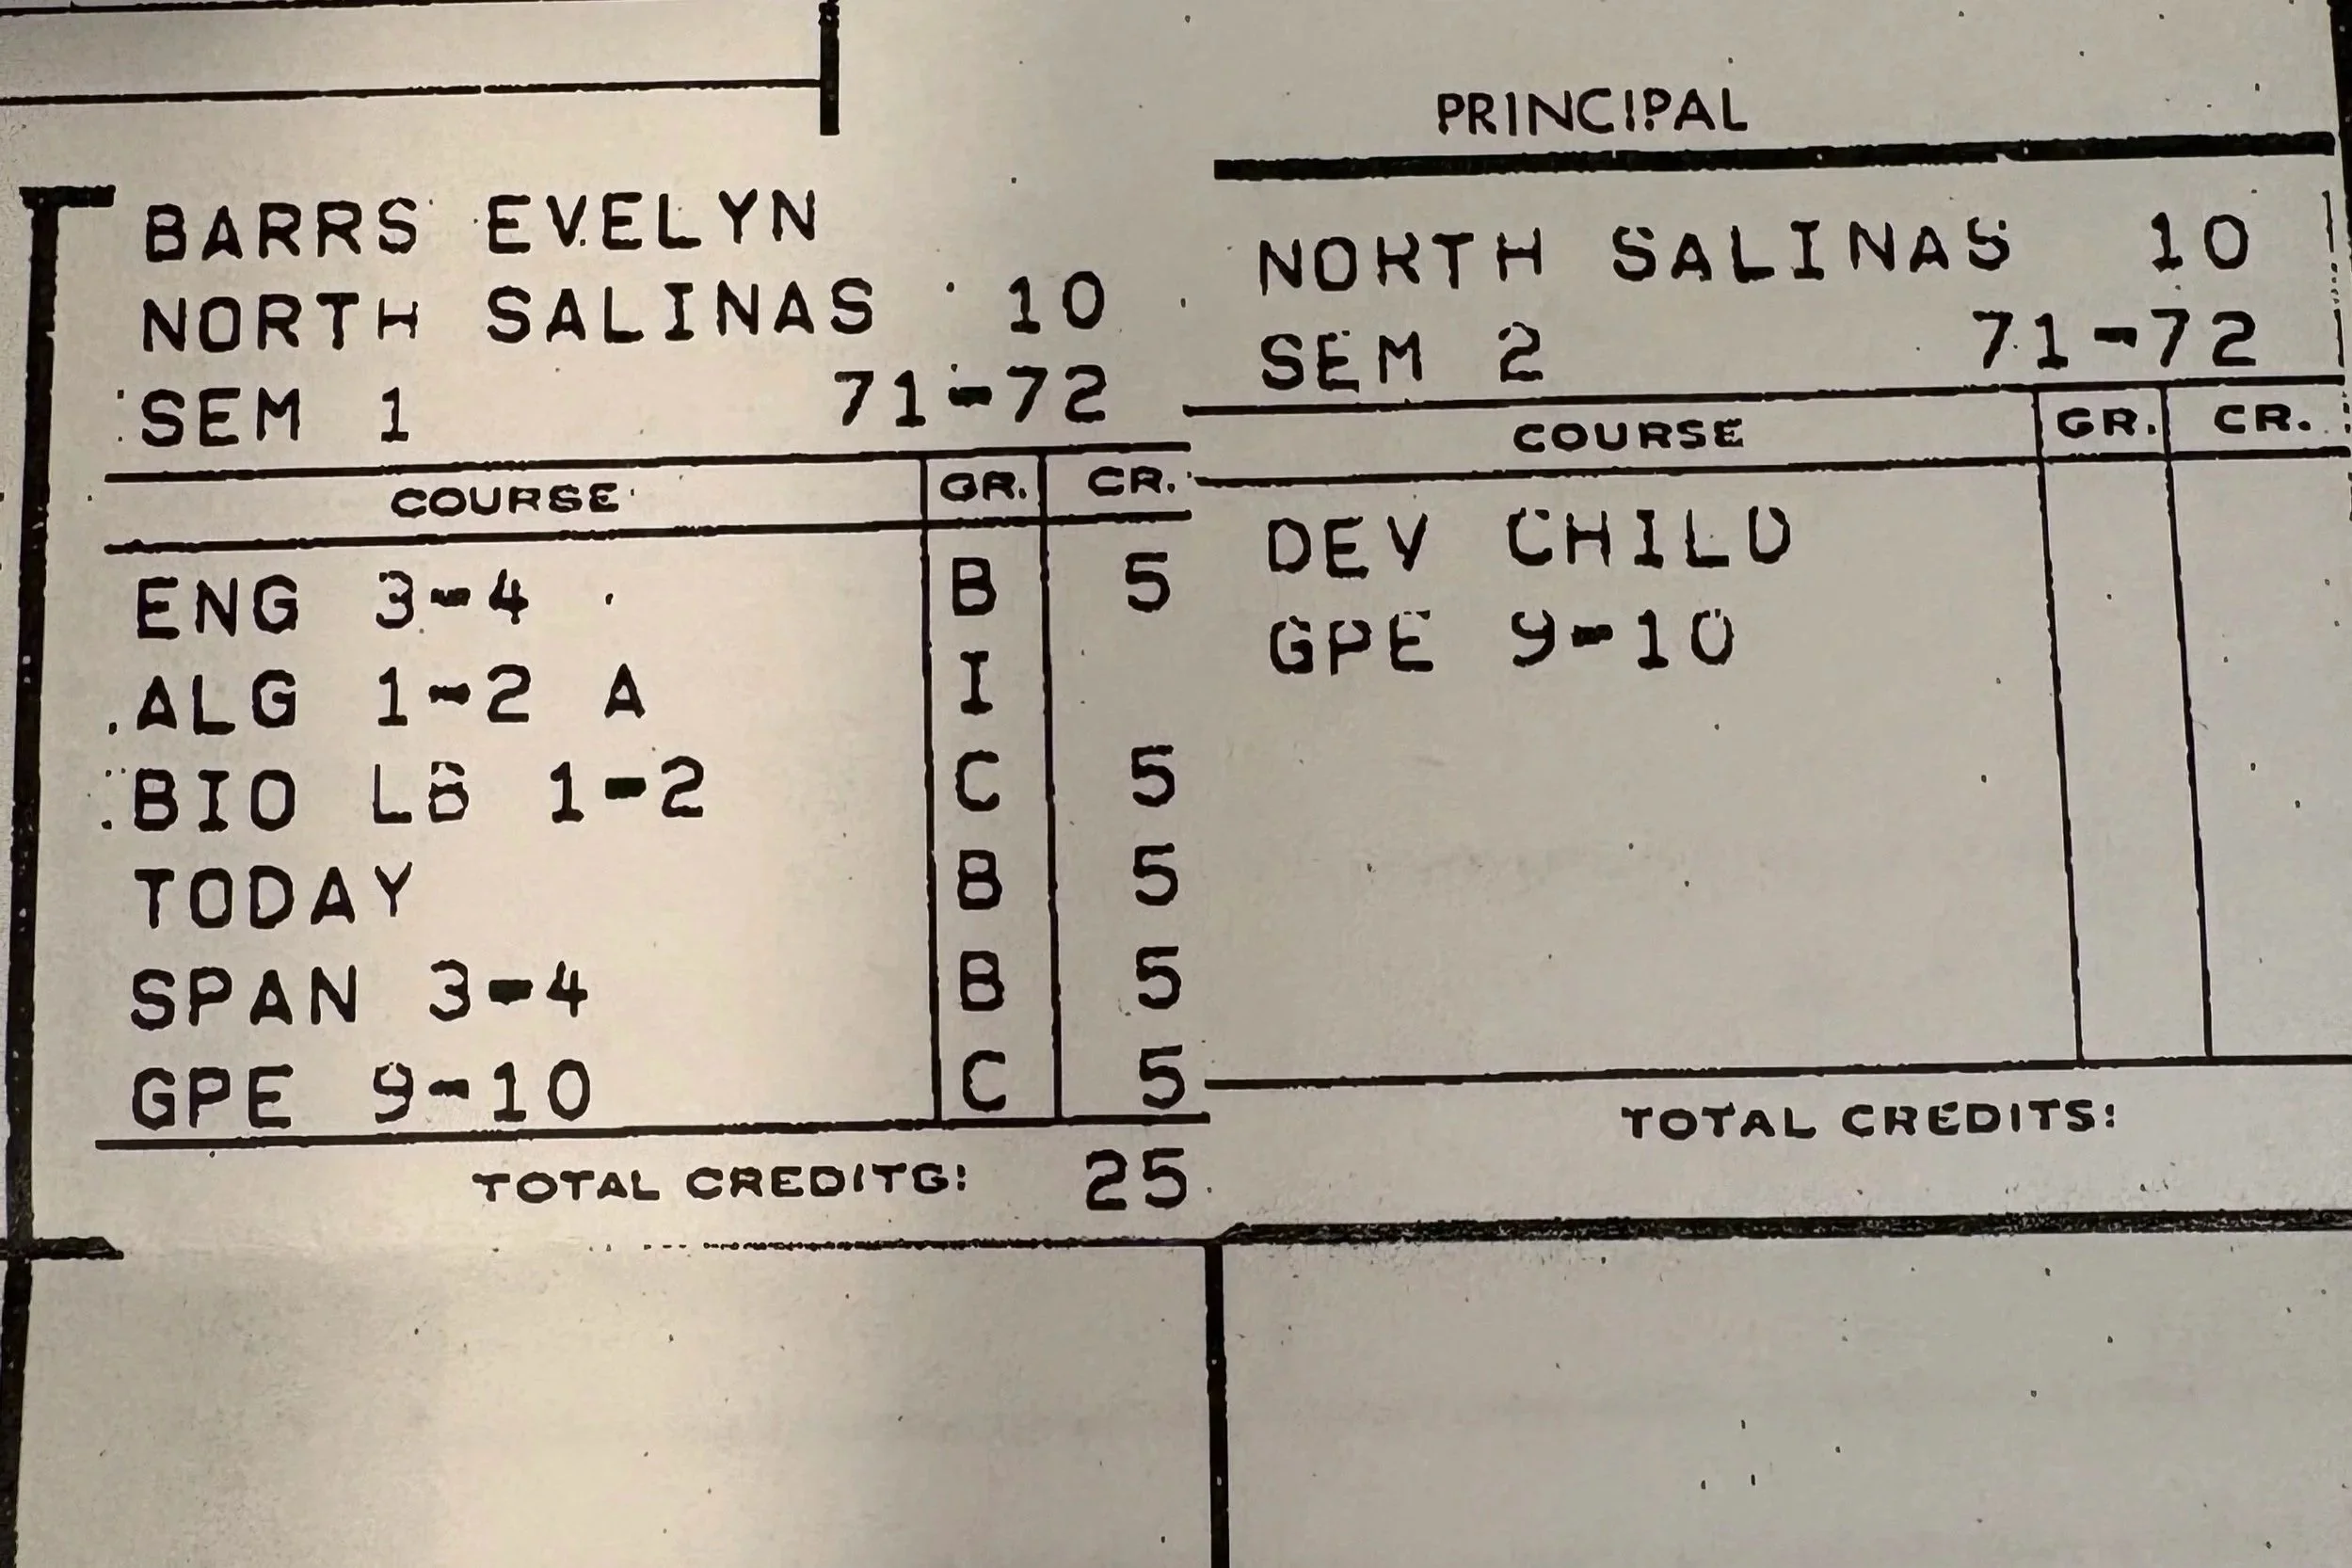 PRINCIPAL
BARRS EVELYN
NORTH SALINAS 10
SEM 1 71-72
COURSE GR. CR.
ENG 3-4 B 5
ALG 1-2 A I
BIO LB 1-2 C 5
TODAY B 5
SPAN 3-4 B 5
GPE 9-10 C 5
TOTAL CREDITG: 25
NORTH SALINAS 10
SEM 2 71-72
COURSE GR. CR.
DEV CHILD
GPE 9-10
TOTAL CREDITS: